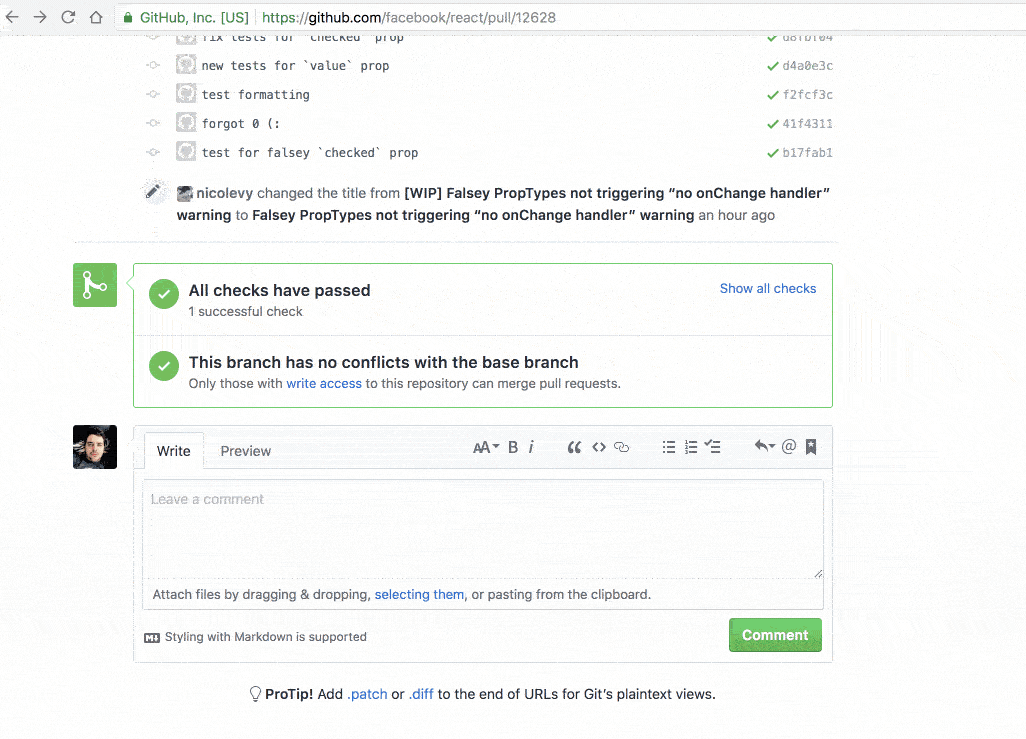 GitHub, Inc. [US] https://github.com/facebook/react/pull/12628
fix tests for `checked` prop d8fbf04
new tests for `value` prop d4a0e3c
test formatting f2fcf3c
forgot 0 (: 41f4311
test for falsey `checked` prop b17fab1
nicolevy changed the title from [WIP] Falsey PropTypes not triggering “no onChange handler”
warning to Falsey PropTypes not triggering “no onChange handler” warning an hour ago
All checks have passed Show all checks
1 successful check
This branch has no conflicts with the base branch
Only those with write access to this repository can merge pull requests.
Write Preview AA B i
Leave a comment
Attach files by dragging & dropping, selecting them, or pasting from the clipboard.
Styling with Markdown is supported Comment
ProTip! Add .patch or .diff to the end of URLs for Git’s plaintext views.